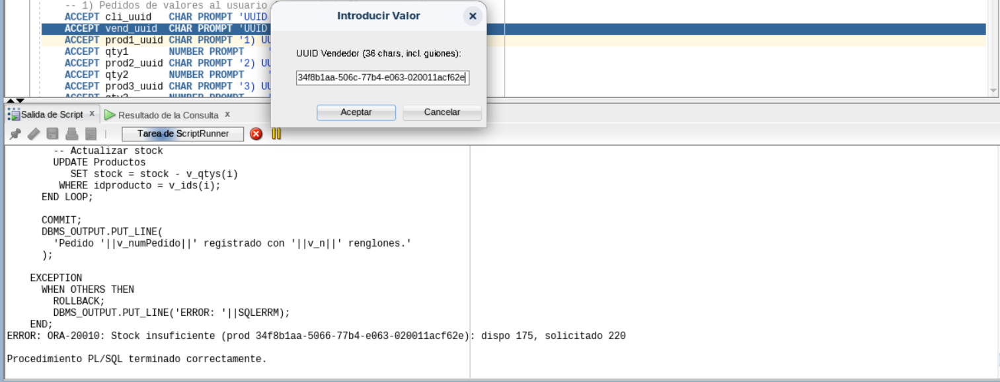 -- 1) Pedidos de valores al usuario
ACCEPT cli_uuid   CHAR PROMPT 'UUID
ACCEPT vend_uuid  CHAR PROMPT 'UUID
ACCEPT prod1_uuid CHAR PROMPT '1) UU
ACCEPT qty1       NUMBER PROMPT    '
ACCEPT prod2_uuid CHAR PROMPT '2) UU
ACCEPT qty2       NUMBER PROMPT    '
ACCEPT prod3_uuid CHAR PROMPT '3) UU
Introducir Valor
UUID Vendedor (36 chars, incl. guiones):
34f8b1aa-506c-77b4-e063-020011acf62e
Aceptar
Cancelar
Salida de Script x
Resultado de la Consulta x
Tarea de ScriptRunner
-- Actualizar stock
UPDATE Productos
SET stock = stock - v_qtys(i)
WHERE idproducto = v_ids(i);
END LOOP;
COMMIT;
DBMS_OUTPUT.PUT_LINE(
'Pedido '||v_numPedido||' registrado con '||v_n||' renglones.'
);
EXCEPTION
WHEN OTHERS THEN
ROLLBACK;
DBMS_OUTPUT.PUT_LINE('ERROR: '||SQLERRM);
END;
ERROR: ORA-20010: Stock insuficiente (prod 34f8b1aa-5066-77b4-e063-020011acf62e): dispo 175, solicitado 220
Procedimiento PL/SQL terminado correctamente.